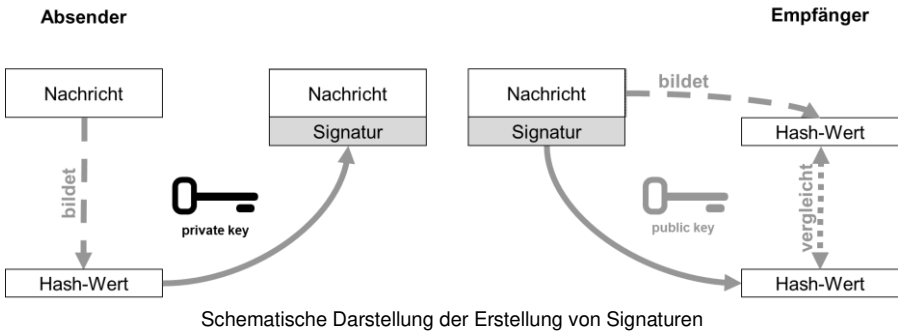 Absender
Empfänger
Nachricht
Nachricht
Signatur
Nachricht
Signatur
bildet
Hash-Wert
bildet
private key
public key
vergleicht
Hash-Wert
Hash-Wert
Schematische Darstellung der Erstellung von Signaturen